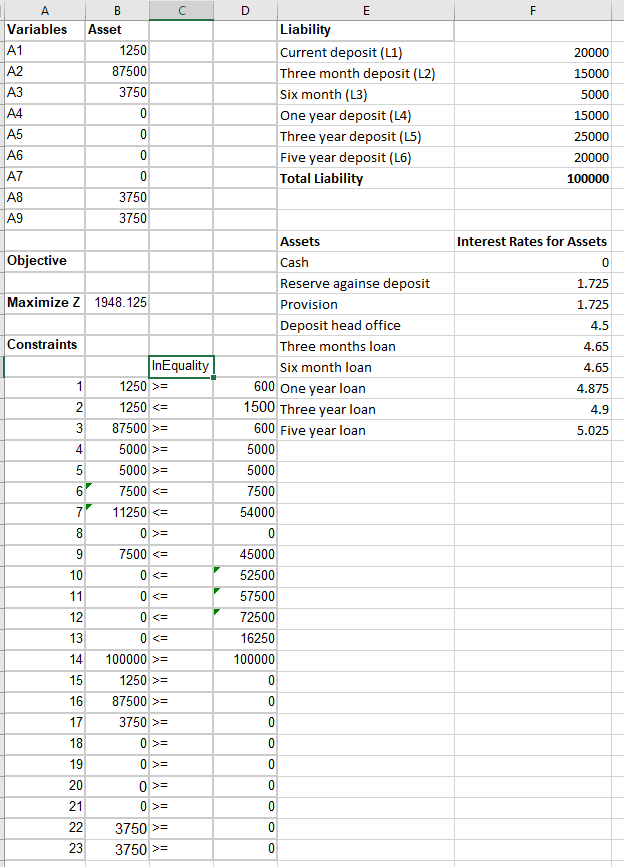 A B C D E F
Variables Asset Liability
A1 1250 Current deposit (L1) 20000
A2 87500 Three month deposit (L2) 15000
A3 3750 Six month (L3) 5000
A4 0 One year deposit (L4) 15000
A5 0 Three year deposit (L5) 25000
A6 0 Five year deposit (L6) 20000
A7 0 Total Liability 100000
A8 3750
A9 3750
Assets Interest Rates for Assets
Objective Cash 0
Reserve againse deposit 1.725
Maximize Z 1948.125 Provision 1.725
Deposit head office 4.5
Constraints Three months loan 4.65
InEquality Six month loan 4.65
1 1250 >= 600 One year loan 4.875
2 1250 <= 1500 Three year loan 4.9
3 87500 >= 600 Five year loan 5.025
4 5000 >= 5000
5 5000 >= 5000
6 7500 <= 7500
7 11250 <= 54000
8 0 >= 0
9 7500 <= 45000
10 0 <= 52500
11 0 <= 57500
12 0 <= 72500
13 0 <= 16250
14 100000 >= 100000
15 1250 >= 0
16 87500 >= 0
17 3750 >= 0
18 0 >= 0
19 0 >= 0
20 0 >= 0
21 0 >= 0
22 3750 >= 0
23 3750 >= 0